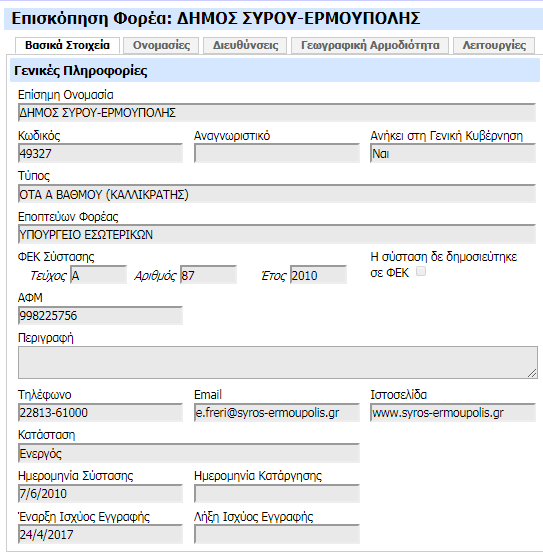 Επισκόπηση Φορέα: ΔΗΜΟΣ ΣΥΡΟΥ-ΕΡΜΟΥΠΟΛΗΣ
Βασικά Στοιχεία Ονομασίες Διευθύνσεις Γεωγραφική Αρμοδιότητα Λειτουργίες
Γενικές Πληροφορίες
Επίσημη Ονομασία
ΔΗΜΟΣ ΣΥΡΟΥ-ΕΡΜΟΥΠΟΛΗΣ
Κωδικός Αναγνωριστικό Ανήκει στη Γενική Κυβέρνηση
49327 Ναι
Τύπος
ΟΤΑ Α ΒΑΘΜΟΥ (ΚΑΛΛΙΚΡΑΤΗΣ)
Εποπτεύων Φορέας
ΥΠΟΥΡΓΕΙΟ ΕΣΩΤΕΡΙΚΩΝ
ΦΕΚ Σύστασης Η σύσταση δε δημοσιεύτηκε
Τεύχος Α Αριθμός 87 Έτος 2010 σε ΦΕΚ
ΑΦΜ
998225756
Περιγραφή
Τηλέφωνο Email Ιστοσελίδα
22813-61000 e.freri@syros-ermoupolis.gr www.syros-ermoupolis.gr
Κατάσταση
Ενεργός
Ημερομηνία Σύστασης Ημερομηνία Κατάργησης
7/6/2010
Έναρξη Ισχύος Εγγραφής Λήξη Ισχύος Εγγραφής
24/4/2017